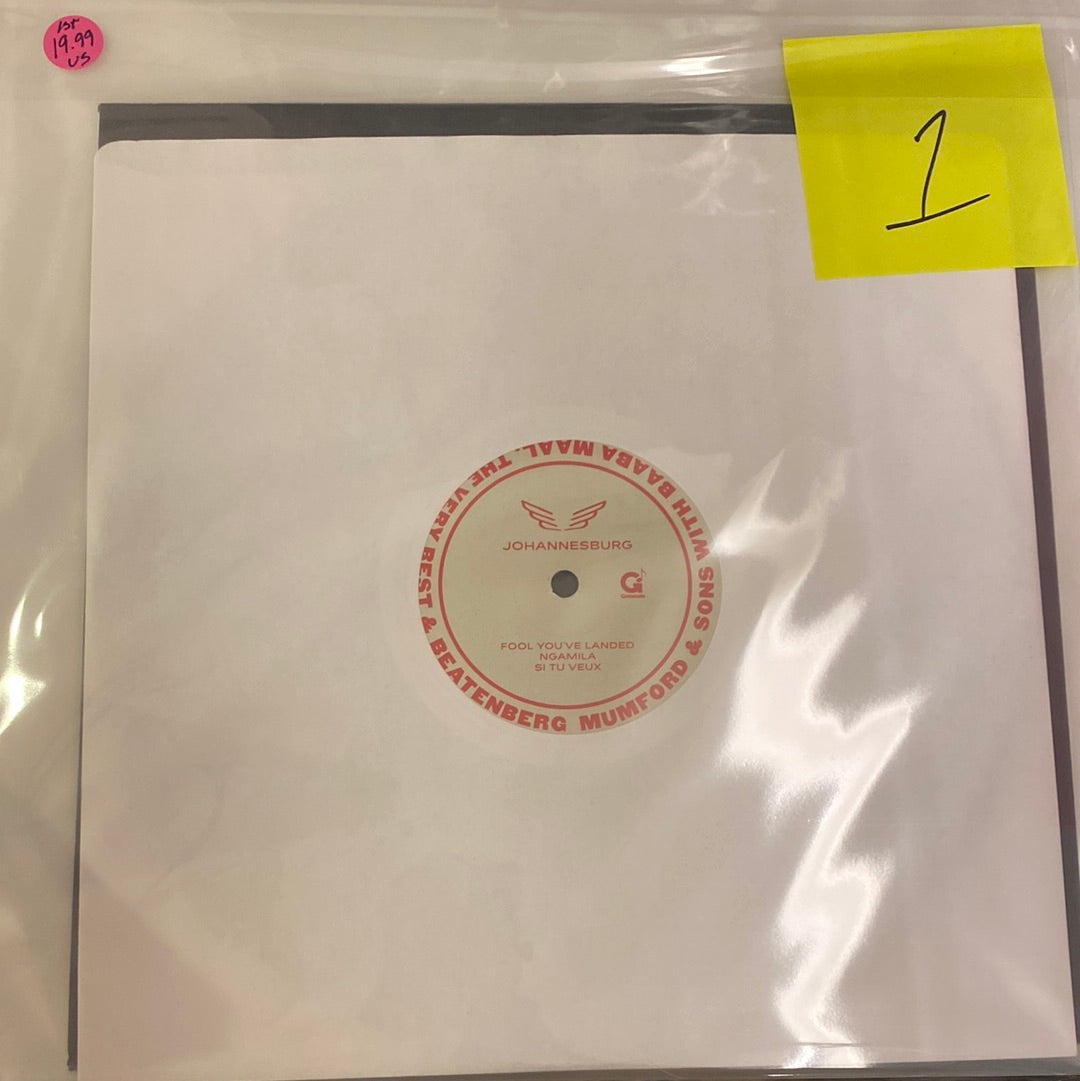 1st
19.99
US
1
MUMFORD & SONS WITH BAABA MAAL, THE VERY BEST & BEATENBERG
JOHANNESBURG
G
FOOL YOU'VE LANDED
NGAMILA
SI TU VEUX